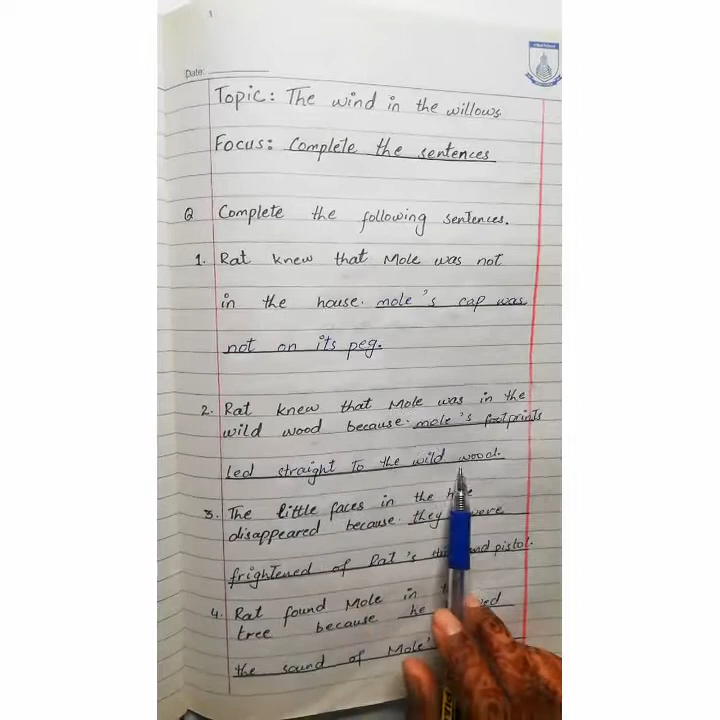 1
Date:
Topic: The wind in the willows.
Focus: Complete the sentences
Q Complete the following sentences.
1. Rat knew that Mole was not
in the house. mole's cap was
not on its peg.
2. Rat knew that Mole was in the
wild wood because. mole's footprints
led straight to the wild wood.
3. The little faces in the
disappeared because. they were
frightened of Rat's and pistol.
4. Rat found Mole in
tree because he
the sound of Mole's